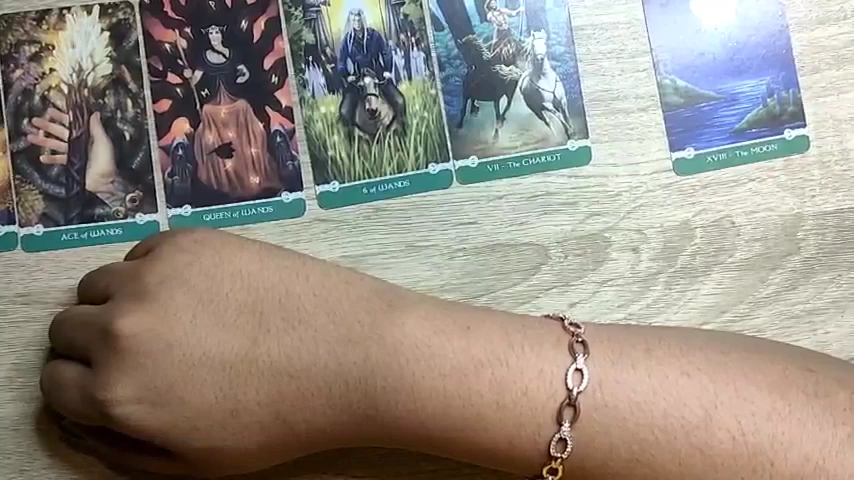 ACE of WANDS
QUEEN of WANDS
6 of WANDS
VII - The CHARIOT
XVIII - The MOON